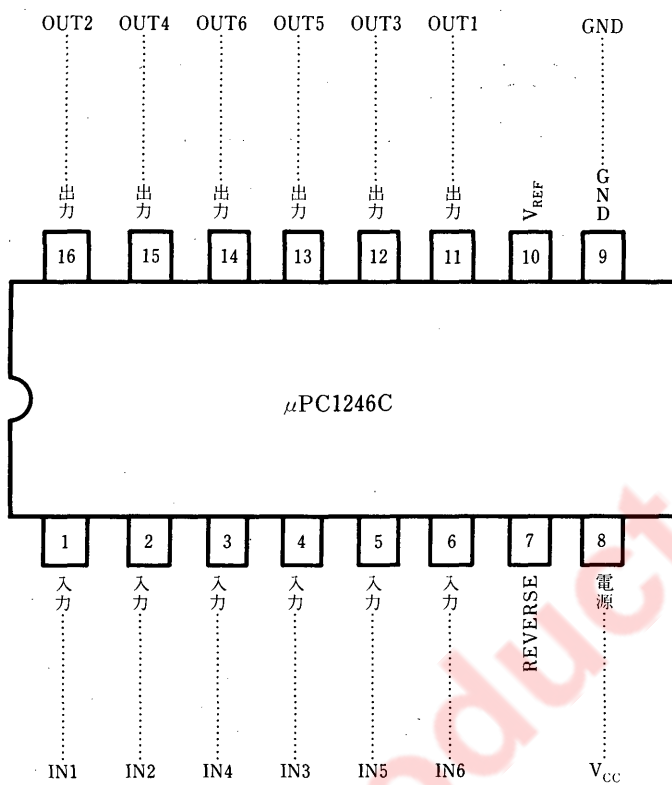 OUT2 OUT4 OUT6 OUT5 OUT3 OUT1 GND
出力 出力 出力 出力 出力 出力 VREF GND
16 15 14 13 12 11 10 9
μPC1246C
1 2 3 4 5 6 7 8
入力 入力 入力 入力 入力 入力 REVERSE 電源
IN1 IN2 IN4 IN3 IN5 IN6 VCC